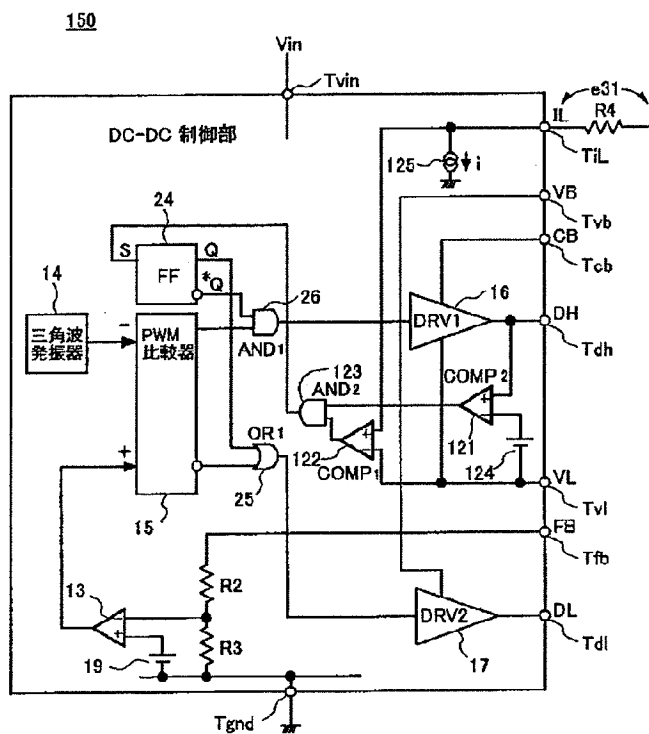 150
Vin
Tvin
e31
DC-DC 制御部
IL
R4
TiL
125
i
VB
Tvb
24
CB
Tcb
S
Q
FF
*Q
14
26
16
三角波
発振器
−
PWM
比較器
AND1
DRV1
DH
Tdh
123
AND2
COMP2
+
−
121
+
OR1
122
+
−
COMP1
124
VL
Tvl
15
25
FB
Tfb
R2
13
−
+
DRV2
DL
Tdl
R3
19
17
Tgnd